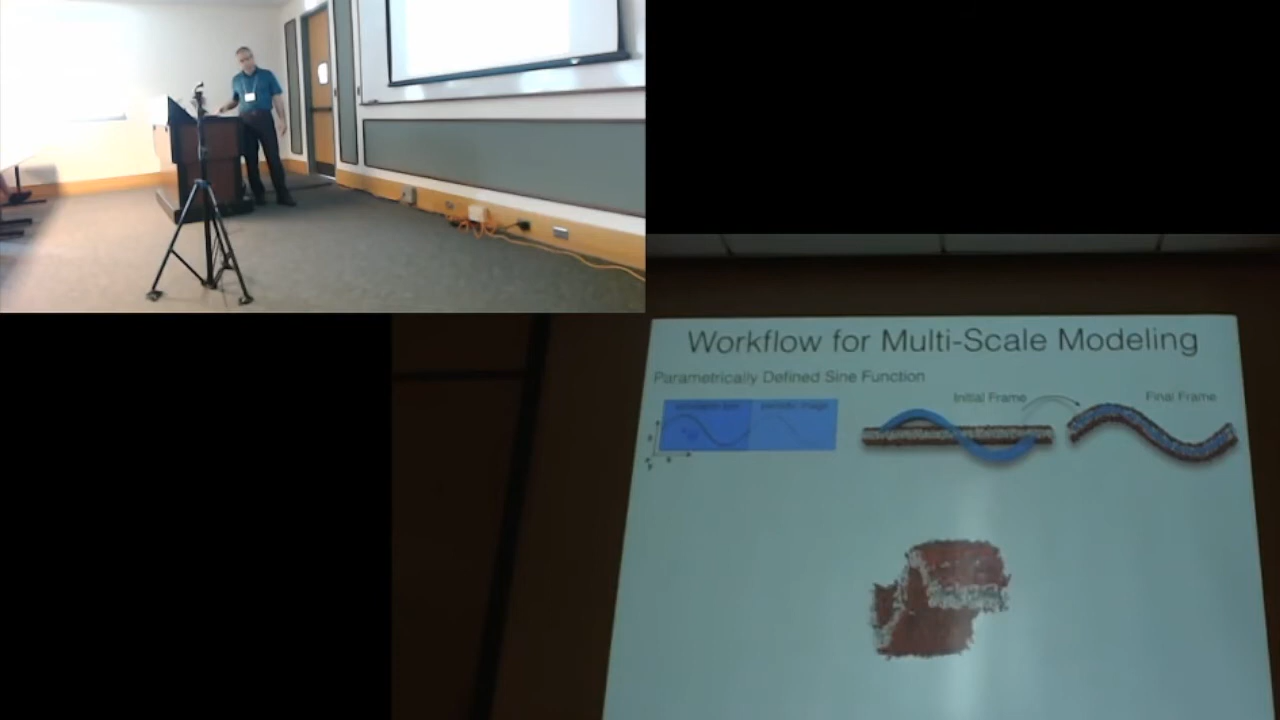 Workflow for Multi-Scale Modeling
Parametrically Defined Sine Function
Initial Frame
Final Frame